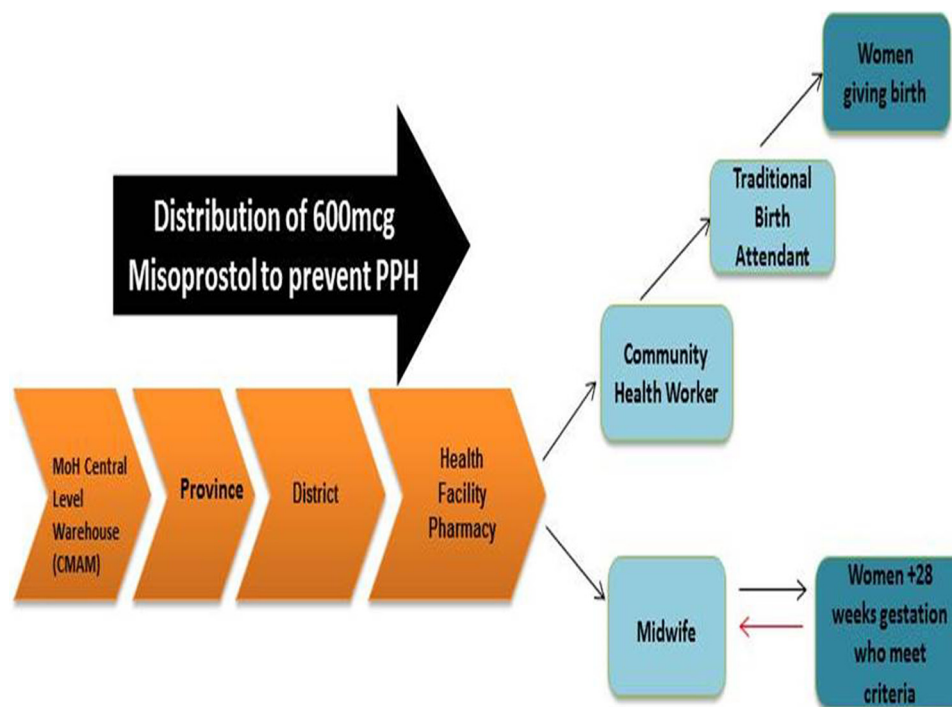 Distribution of 600mcg
Misoprostol to prevent PPH
MoH Central
Level
Warehouse
(CMAM)
Province
District
Health
Facility
Pharmacy
Community
Health Worker
Traditional
Birth
Attendant
Women
giving birth
Midwife
Women +28
weeks gestation
who meet
criteria